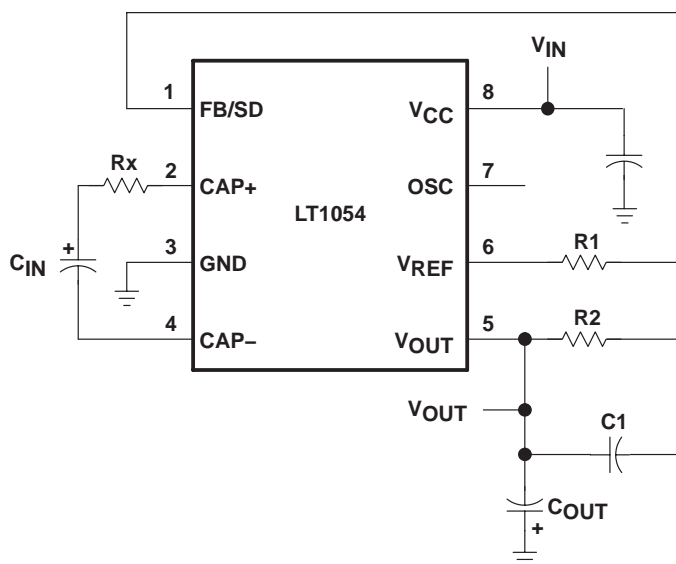 VIN
1 FB/SD VCC 8
Rx 2 CAP+ OSC 7
LT1054
CIN + 3 GND VREF 6 R1
4 CAP− VOUT 5 R2
VOUT
C1
COUT
+